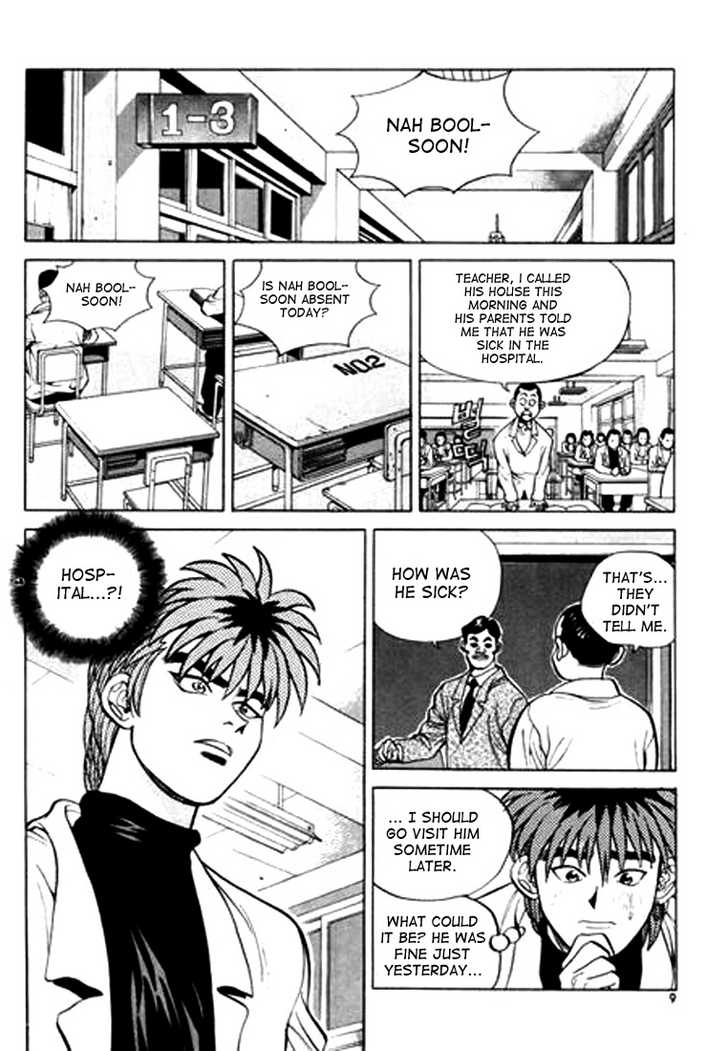 1-3
NAH BOOL-
SOON!
NAH BOOL-
SOON!
IS NAH BOOL-
SOON ABSENT
TODAY?
NO2
TEACHER, I CALLED
HIS HOUSE THIS
MORNING AND
HIS PARENTS TOLD
ME THAT HE WAS
SICK IN THE
HOSPITAL.
뻘
떡
HOSP-
ITAL...?!
HOW WAS
HE SICK?
THAT'S...
THEY
DIDN'T
TELL ME.
... I SHOULD
GO VISIT HIM
SOMETIME
LATER.
WHAT COULD
IT BE? HE WAS
FINE JUST
YESTERDAY...
9